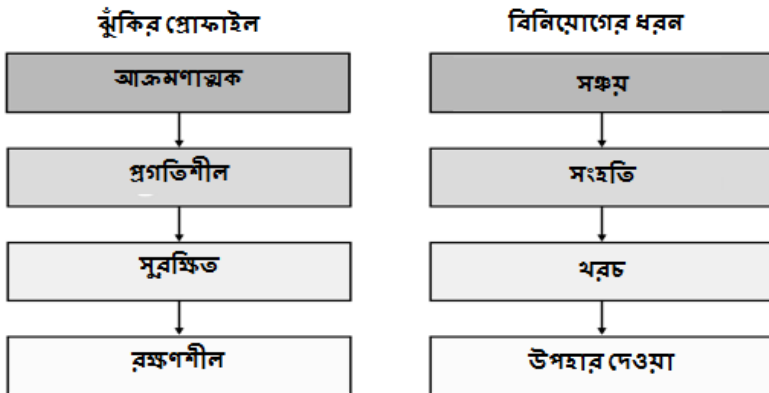 ঝুঁকির প্রোফাইল
আক্রমণাত্মক
প্রগতিশীল
সুরক্ষিত
রক্ষণশীল
বিনিয়োগের ধরন
সঞ্চয়
সংহতি
খরচ
উপহার দেওয়া